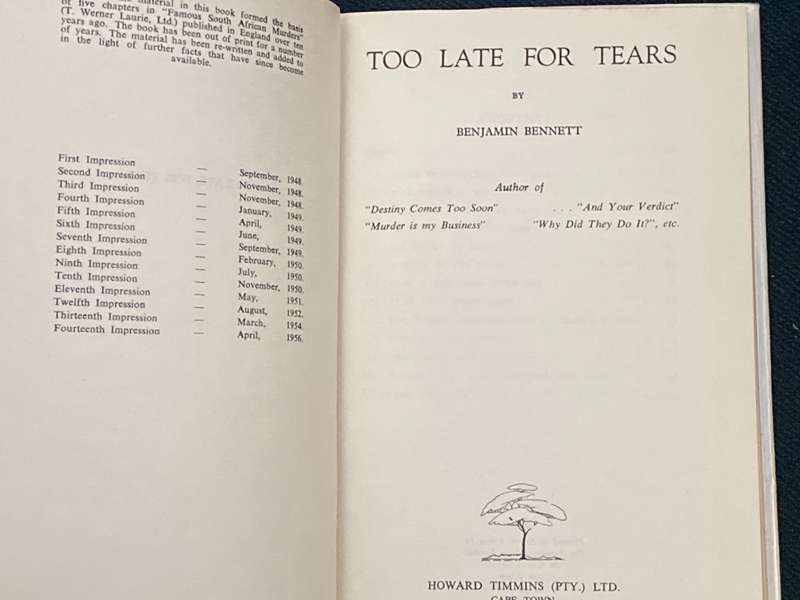 material in this book formed the basis
of five chapters in "Famous South African Murders"
(T. Werner Laurie, Ltd.) published in England over ten
years ago. The book has been out of print for a number
of years. The material has been re-written and added to
in the light of further facts that have since become
available.
First Impression — September, 1948.
Second Impression — November, 1948.
Third Impression — November, 1948.
Fourth Impression — January, 1949.
Fifth Impression — April, 1949.
Sixth Impression — June, 1949.
Seventh Impression — September, 1949.
Eighth Impression — February, 1950.
Ninth Impression — July, 1950.
Tenth Impression — November, 1950.
Eleventh Impression — May, 1951.
Twelfth Impression — August, 1952.
Thirteenth Impression — March, 1954.
Fourteenth Impression — April, 1956.
TOO LATE FOR TEARS
BY
BENJAMIN BENNETT
Author of
"Destiny Comes Too Soon" . . . "And Your Verdict"
"Murder is my Business" "Why Did They Do It?", etc.
HOWARD TIMMINS (PTY.) LTD.
CAPE TOWN